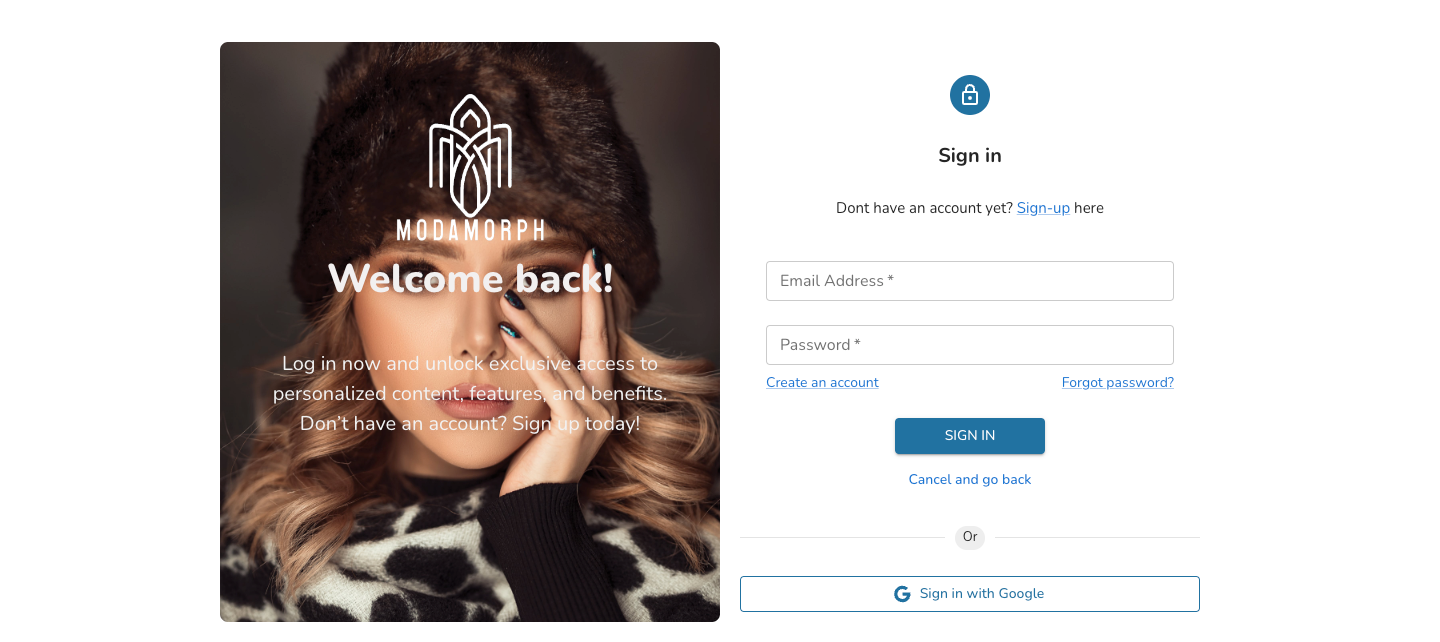 MODAMORPH
Welcome back!
Log in now and unlock exclusive access to
personalized content, features, and benefits.
Don’t have an account? Sign up today!
Sign in
Dont have an account yet? Sign-up here
Email Address *
Password *
Create an account
Forgot password?
SIGN IN
Cancel and go back
Or
Sign in with Google